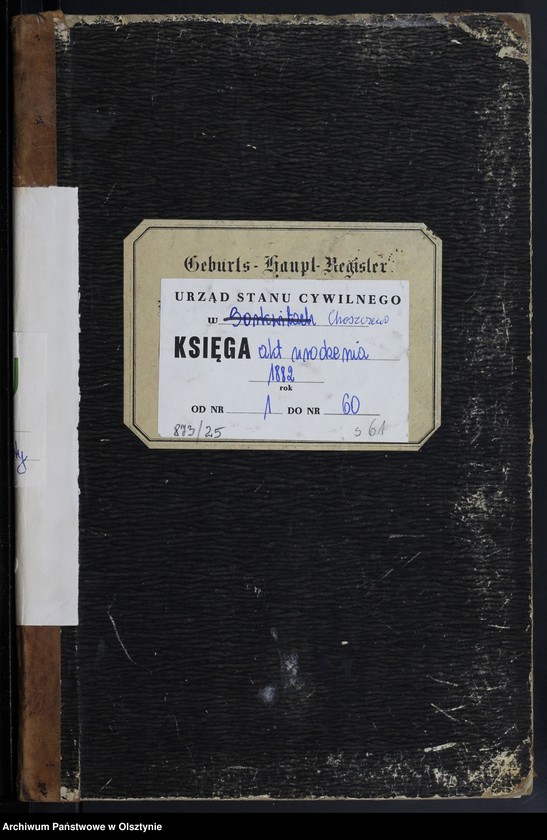 Geburts-Haupt-Register
URZĄD STANU CYWILNEGO
w Sorkwitach Choszczewo
KSIĘGA akt urodzenia
1882
rok
OD NR 1 DO NR 60
873/25 s 61
Archiwum Państwowe w Olsztynie